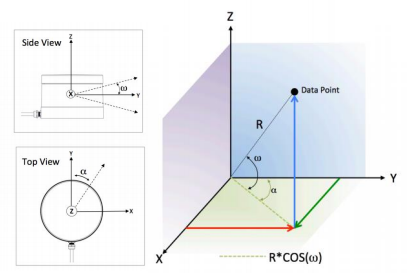 Side View
Z
X
Y
ω
Top View
Y
α
Z
X
Z
Data Point
R
ω
α
Y
X
R*COS(ω)